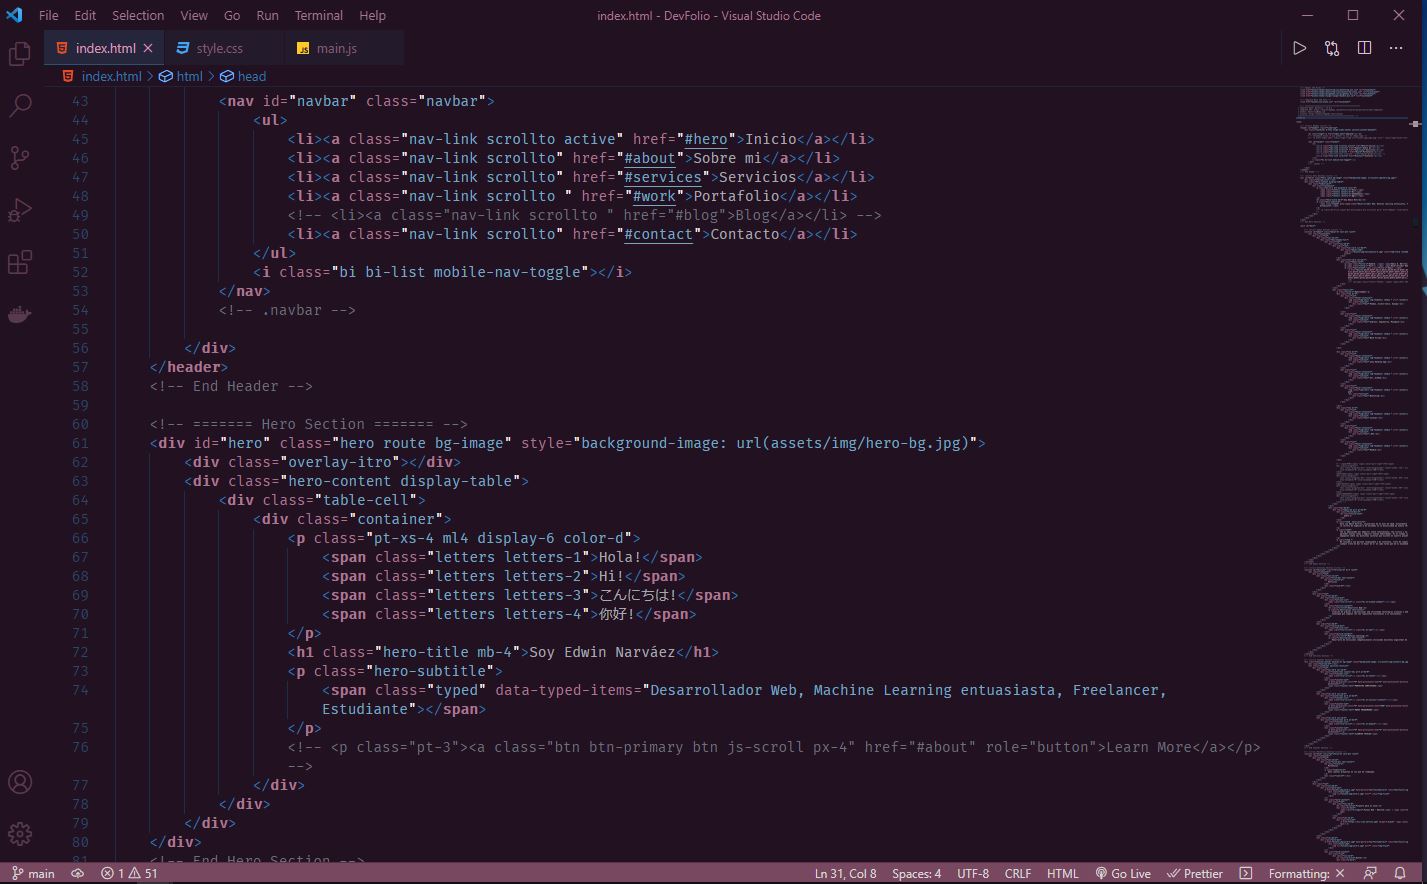 File Edit Selection View Go Run Terminal Help
index.html - DevFolio - Visual Studio Code
index.html style.css JS main.js
index.html > html > head
43 <nav id="navbar" class="navbar">
44 <ul>
45 <li><a class="nav-link scrollto active" href="#hero">Inicio</a></li>
46 <li><a class="nav-link scrollto" href="#about">Sobre mi</a></li>
47 <li><a class="nav-link scrollto" href="#services">Servicios</a></li>
48 <li><a class="nav-link scrollto " href="#work">Portafolio</a></li>
49 <!-- <li><a class="nav-link scrollto " href="#blog">Blog</a></li> -->
50 <li><a class="nav-link scrollto" href="#contact">Contacto</a></li>
51 </ul>
52 <i class="bi bi-list mobile-nav-toggle"></i>
53 </nav>
54 <!-- .navbar -->
55
56 </div>
57 </header>
58 <!-- End Header -->
59
60 <!-- ======= Hero Section ======= -->
61 <div id="hero" class="hero route bg-image" style="background-image: url(assets/img/hero-bg.jpg)">
62 <div class="overlay-itro"></div>
63 <div class="hero-content display-table">
64 <div class="table-cell">
65 <div class="container">
66 <p class="pt-xs-4 ml4 display-6 color-d">
67 <span class="letters letters-1">Hola!</span>
68 <span class="letters letters-2">Hi!</span>
69 <span class="letters letters-3">こんにちは!</span>
70 <span class="letters letters-4">你好!</span>
71 </p>
72 <h1 class="hero-title mb-4">Soy Edwin Narváez</h1>
73 <p class="hero-subtitle">
74 <span class="typed" data-typed-items="Desarrollador Web, Machine Learning entuasiasta, Freelancer,
Estudiante"></span>
75 </p>
76 <!-- <p class="pt-3"><a class="btn btn-primary btn js-scroll px-4" href="#about" role="button">Learn More</a></p>
-->
77 </div>
78 </div>
79 </div>
80 </div>
81 <!-- End Hero Section -->
main 1 51 Ln 31, Col 8 Spaces: 4 UTF-8 CRLF HTML Go Live Prettier Formatting: ×